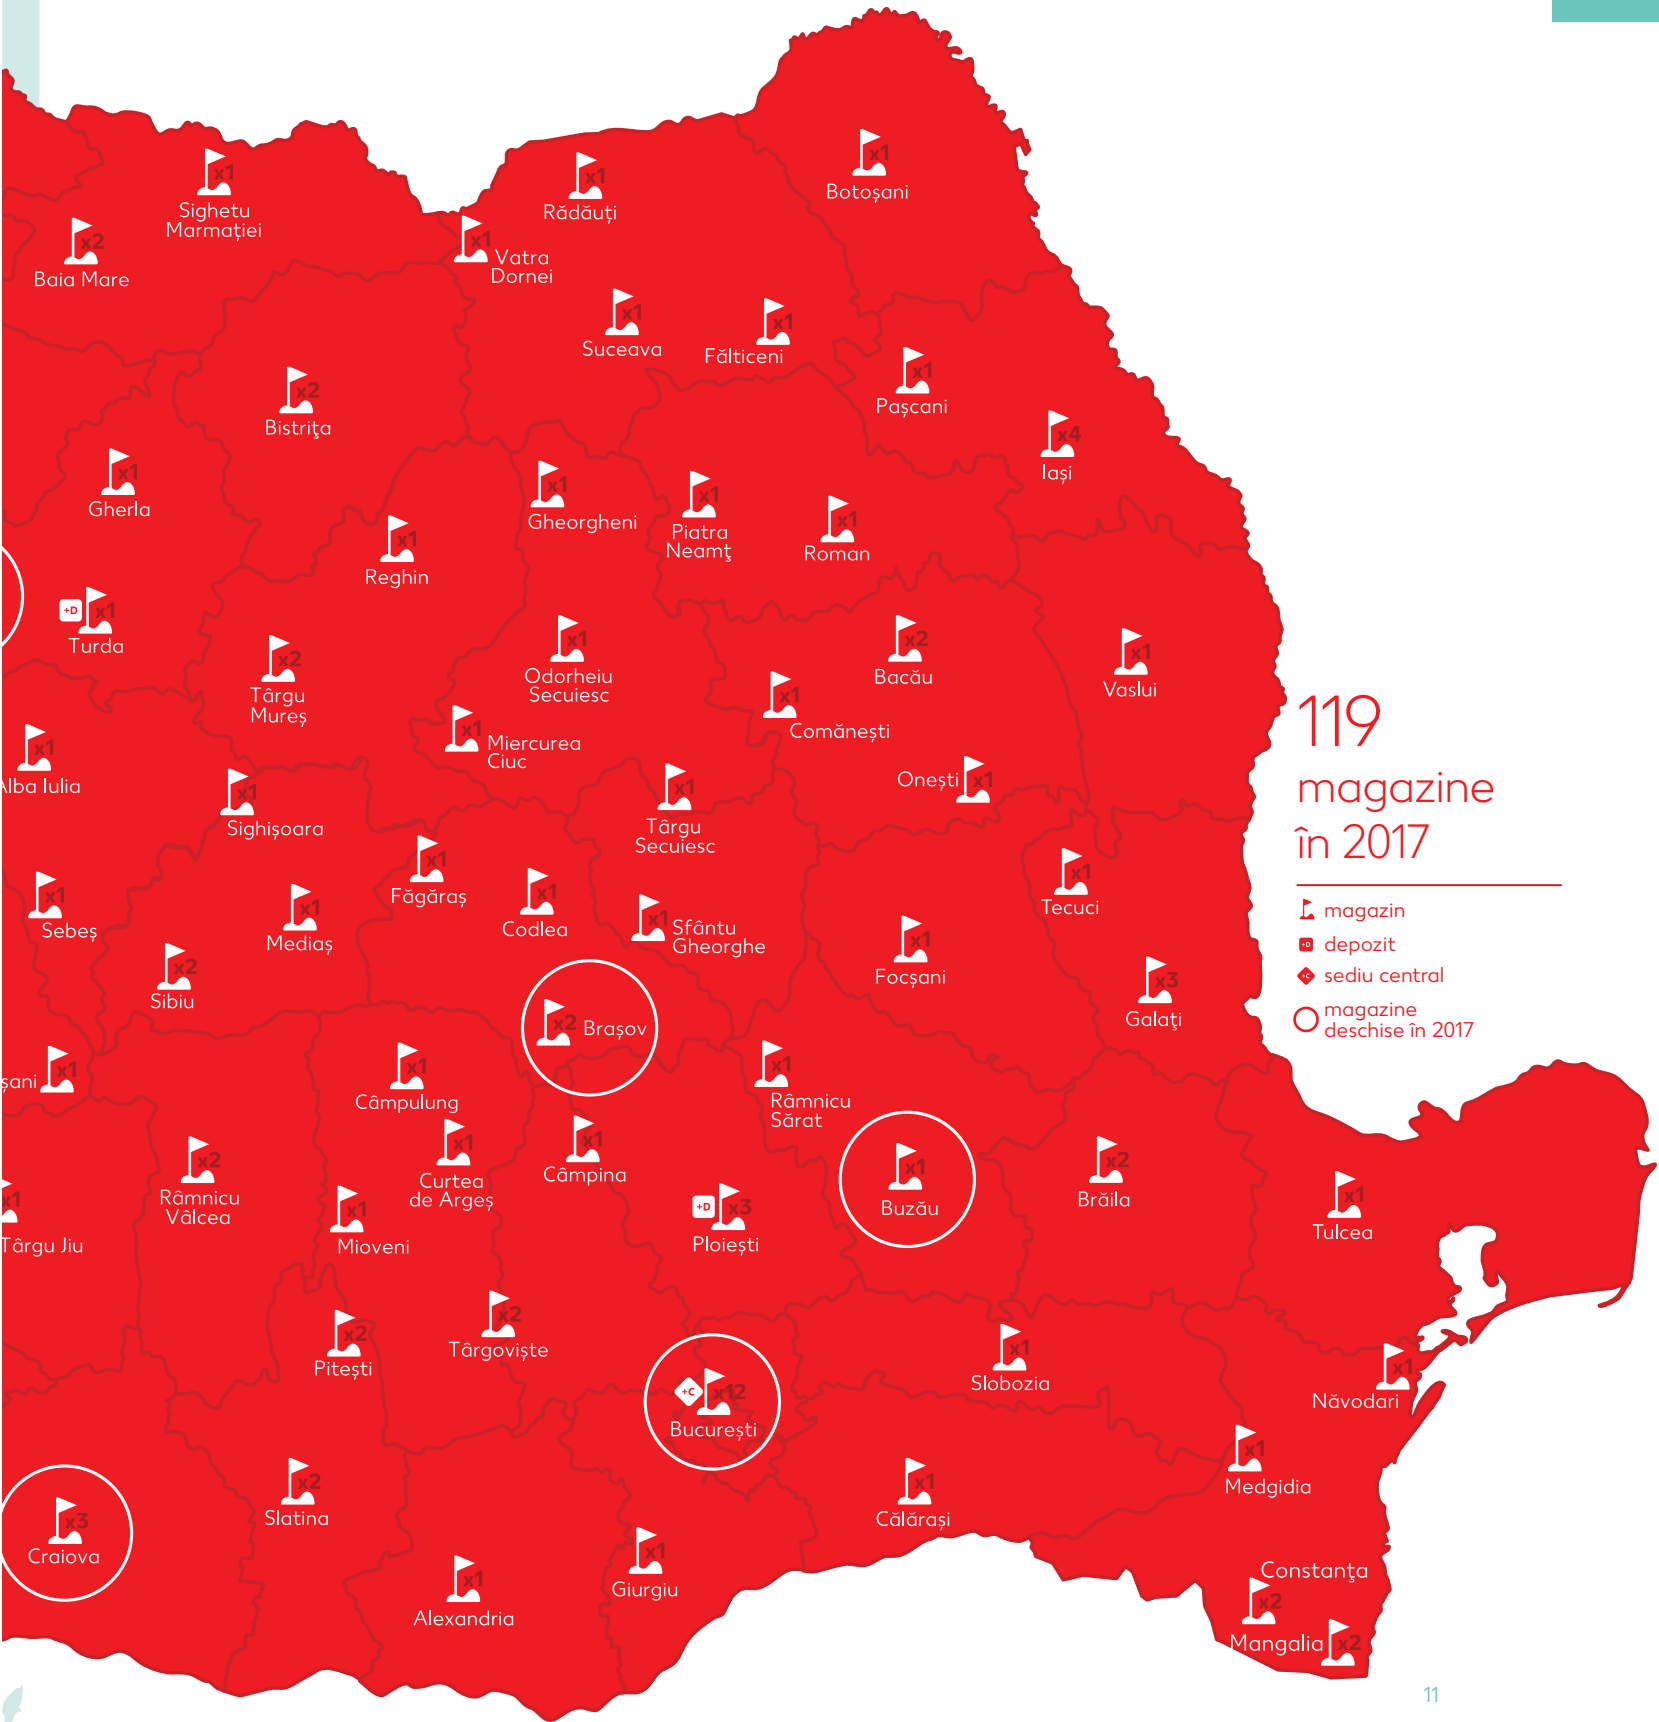 x1
Botoșani
x1
Sighetu
Marmației
x1
Rădăuți
x2
Baia Mare
x1
Vatra
Dornei
x1
Suceava
x1
Fălticeni
x1
Pașcani
x2
Bistrița
x4
Iași
x1
Gherla
x1
Gheorgheni
x1
Piatra
Neamț
x1
Roman
x1
Reghin
+D x1
Turda
x2
Târgu
Mureș
x1
Odorheiu
Secuiesc
x2
Bacău
x1
Vaslui
x1
Comănești
x1
Miercurea
Ciuc
x1
Alba Iulia
Onești x1
x1
Sighișoara
x1
Târgu
Secuiesc
119
magazine
în 2017
magazin
+D depozit
+C sediu central
magazine
deschise în 2017
x1
Făgăraș
x1
Codlea
x1
Tecuci
x1
Sebeș
x1
Mediaș
x1 Sfântu
Gheorghe
x1
Focșani
x2
Sibiu
x3
Galați
x2 Brașov
șani x1
x1
Câmpulung
x1
Râmnicu
Sărat
x1
Curtea
de Argeș
x1
Câmpina
x2
Râmnicu
Vâlcea
x1
Buzău
x2
Brăila
x1
Târgu Jiu
x1
Mioveni
+D x3
Ploiești
x1
Tulcea
x2
Pitești
x2
Târgoviște
x1
Slobozia
x1
Năvodari
+C x12
București
x1
Medgidia
x2
Slatina
x1
Călărași
x3
Craiova
x1
Giurgiu
x1
Alexandria
Constanța
x2
Mangalia x2
11